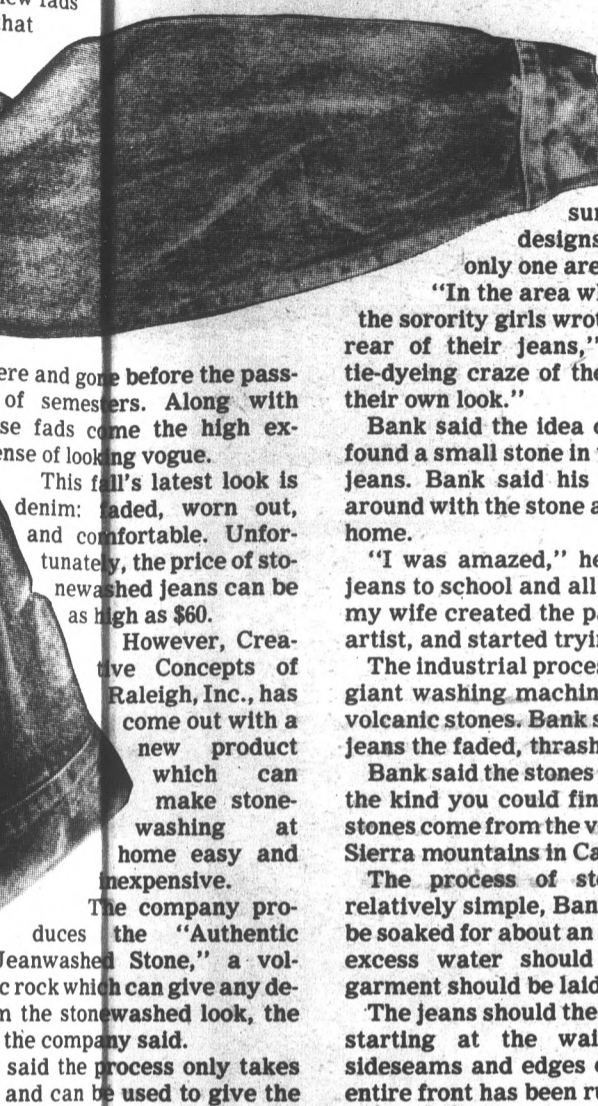 new fads
that
ere and gone before the pass-
of semesters. Along with
se fads come the high ex-
ense of looking vogue.
This fall's latest look is
denim: faded, worn out,
and comfortable. Unfor-
tunately, the price of sto-
newashed jeans can be
as high as $60.
However, Crea-
tive Concepts of
Raleigh, Inc., has
come out with a
new product
which can
make stone-
washing at
home easy and
inexpensive.
The company pro-
duces the "Authentic
Jeanwashed Stone," a vol-
c rock which can give any de-
m the stonewashed look, the
the company said.
said the process only takes
and can be used to give the
sur
designs
only one are
"In the area w
the sorority girls wrot
rear of their jeans,"
tie-dyeing craze of the
their own look."
Bank said the idea
found a small stone in
jeans. Bank said his
around with the stone a
home.
"I was amazed," he
jeans to school and all
my wife created the p
artist, and started tryi
The industrial proces
giant washing machin
volcanic stones. Bank s
jeans the faded, thrash
Bank said the stones
the kind you could fin
stones come from the v
Sierra mountains in Ca
The process of sto
relatively simple, Ban
be soaked for about an
excess water should
garment should be laid
The jeans should the
starting at the wai
sideseams and edges
entire front has been ru